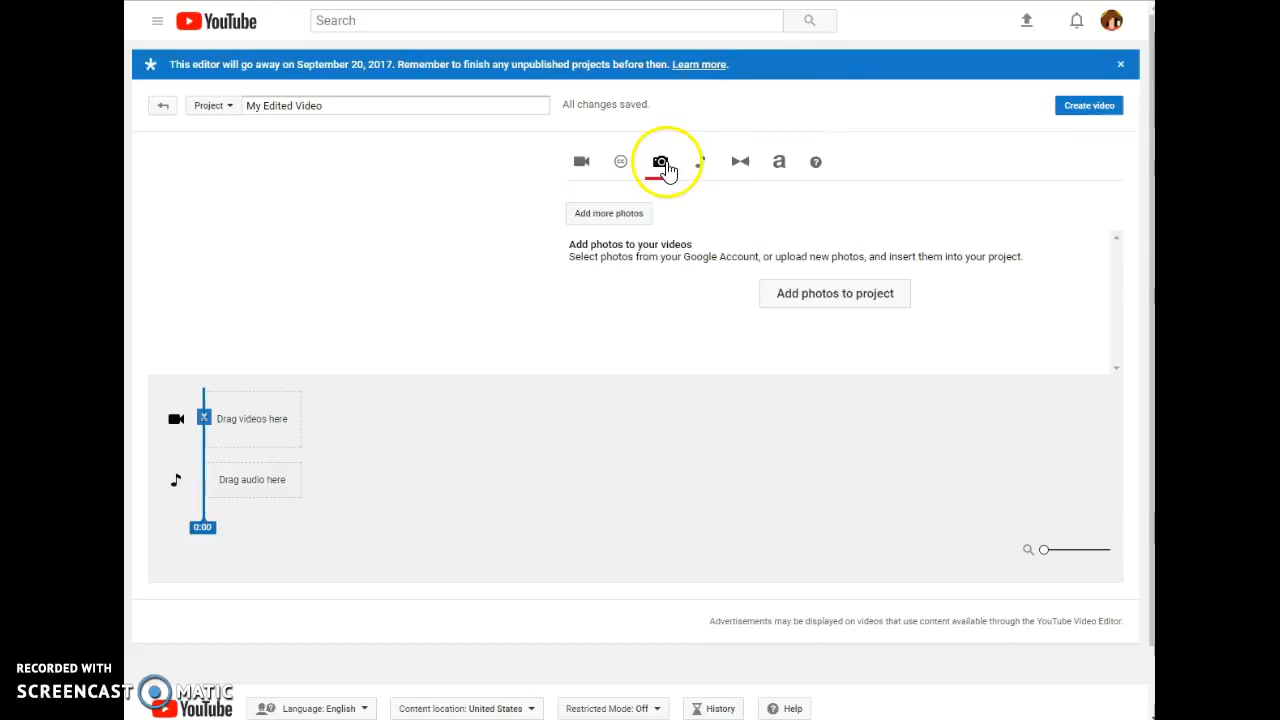 YouTube
Search
This editor will go away on September 20, 2017. Remember to finish any unpublished projects before then. Learn more.
Project
My Edited Video
All changes saved.
Create video
cc
a
?
Add more photos
Add photos to your videos
Select photos from your Google Account, or upload new photos, and insert them into your project.
Add photos to project
Drag videos here
Drag audio here
0:00
Advertisements may be displayed on videos that use content available through the YouTube Video Editor.
RECORDED WITH
SCREENCAST MATIC
YouTube
Language: English
Content location: United States
Restricted Mode: Off
History
Help